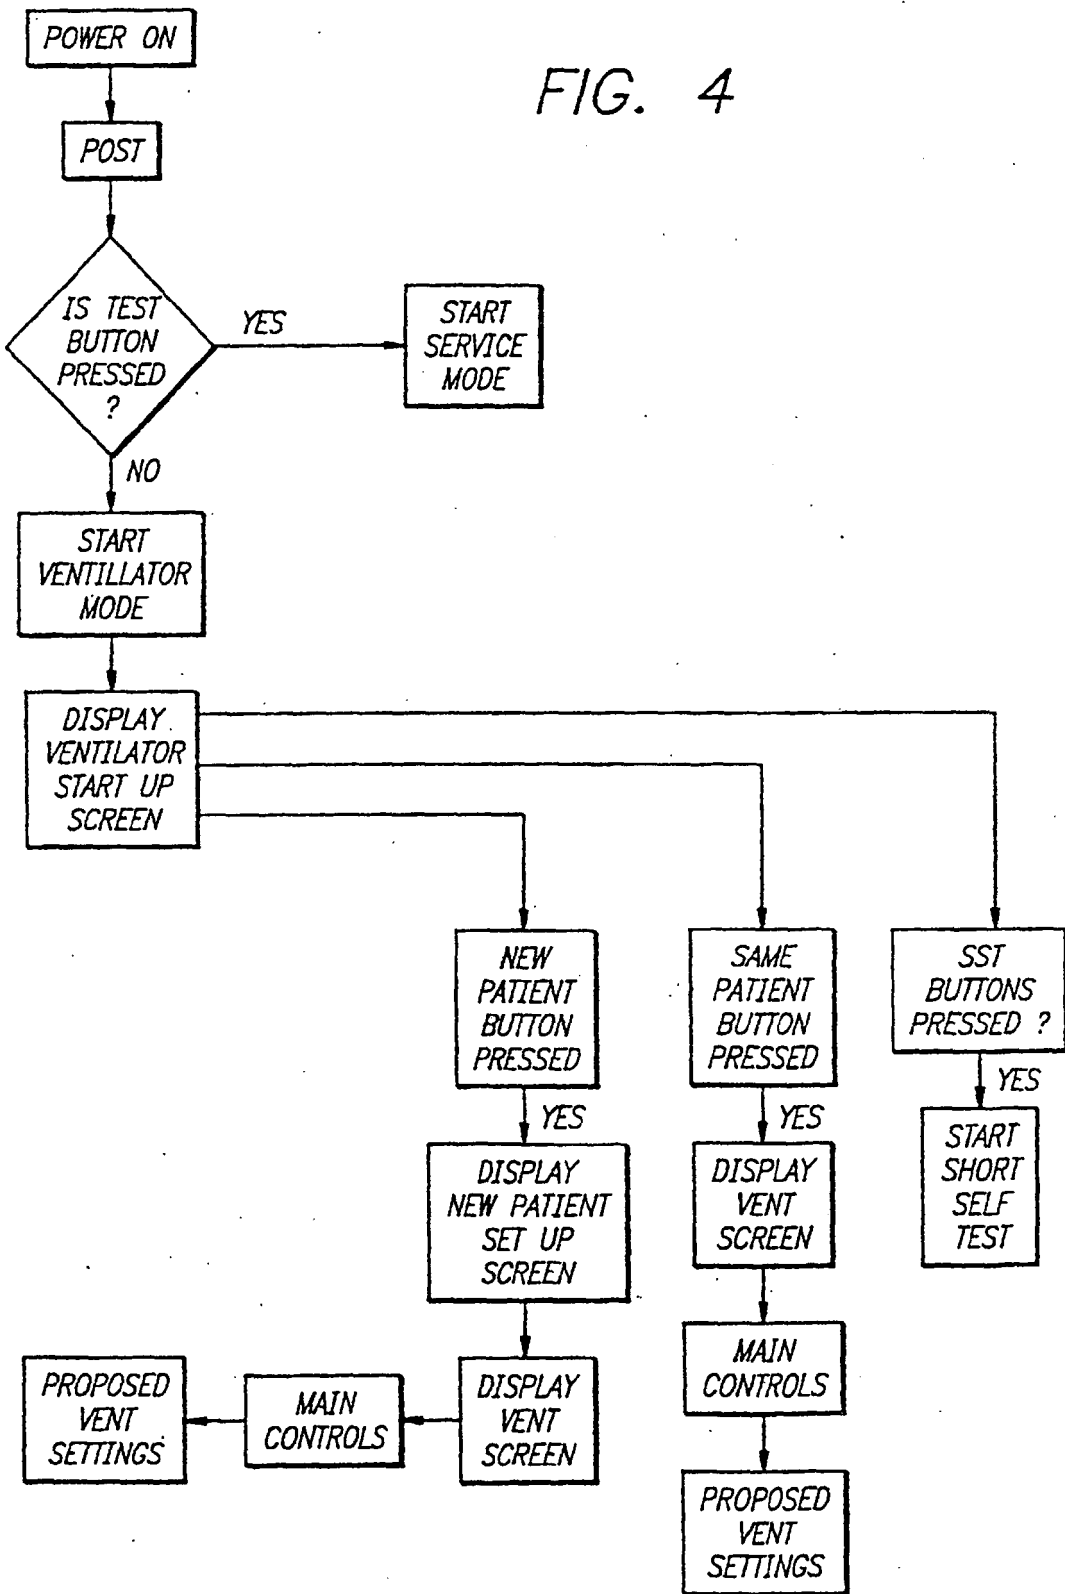 POWER ON
FIG. 4
POST
IS TEST
BUTTON
PRESSED
?
YES
START
SERVICE
MODE
NO
START
VENTILLATOR
MODE
DISPLAY
VENTILATOR
START UP
SCREEN
NEW
PATIENT
BUTTON
PRESSED
SAME
PATIENT
BUTTON
PRESSED
SST
BUTTONS
PRESSED ?
YES
YES
YES
DISPLAY
NEW PATIENT
SET UP
SCREEN
DISPLAY
VENT
SCREEN
START
SHORT
SELF
TEST
PROPOSED
VENT
SETTINGS
MAIN
CONTROLS
DISPLAY
VENT
SCREEN
MAIN
CONTROLS
PROPOSED
VENT
SETTINGS